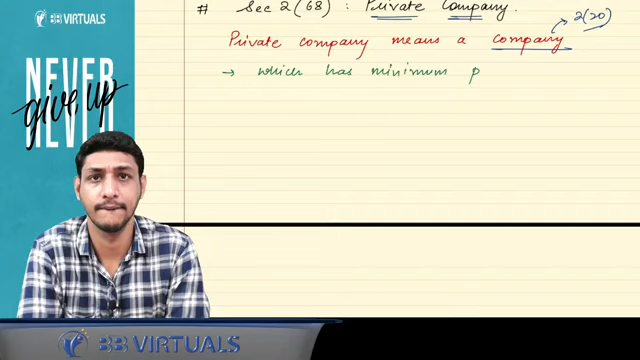 BB VIRTUALS
NEVER
give up
NEVER
# Sec 2(68) : Private Company.
2(20)
Private company means a company
→ which has minimum p
BB VIRTUALS